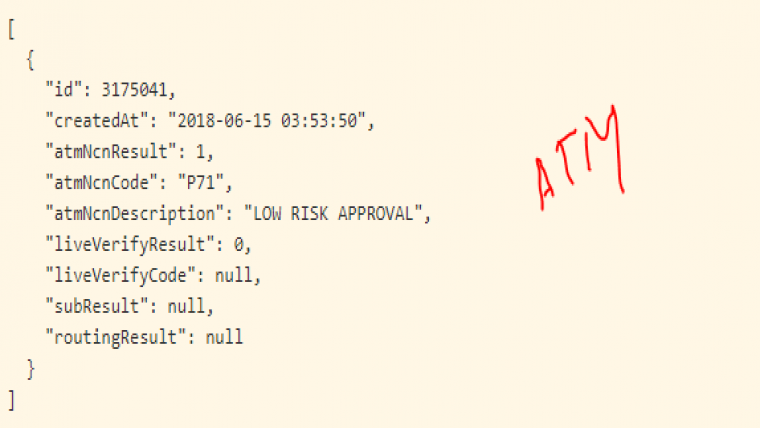 [
{
"id": 3175041,
"createdAt": "2018-06-15 03:53:50",
"atmNcnResult": 1,
"atmNcnCode": "P71",
"atmNcnDescription": "LOW RISK APPROVAL",
"liveVerifyResult": 0,
"liveVerifyCode": null,
"subResult": null,
"routingResult": null
}
]
ATM